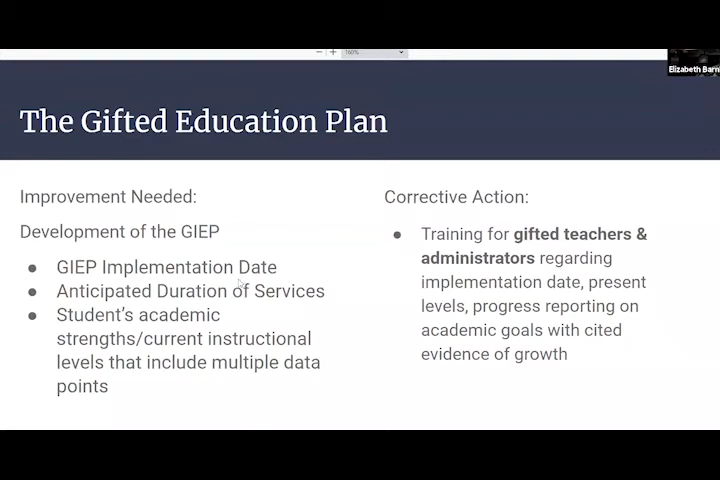 160%
Elizabeth Barn
The Gifted Education Plan
Improvement Needed:
Development of the GIEP
● GIEP Implementation Date
● Anticipated Duration of Services
● Student's academic
strengths/current instructional
levels that include multiple data
points
Corrective Action:
● Training for gifted teachers &
administrators regarding
implementation date, present
levels, progress reporting on
academic goals with cited
evidence of growth